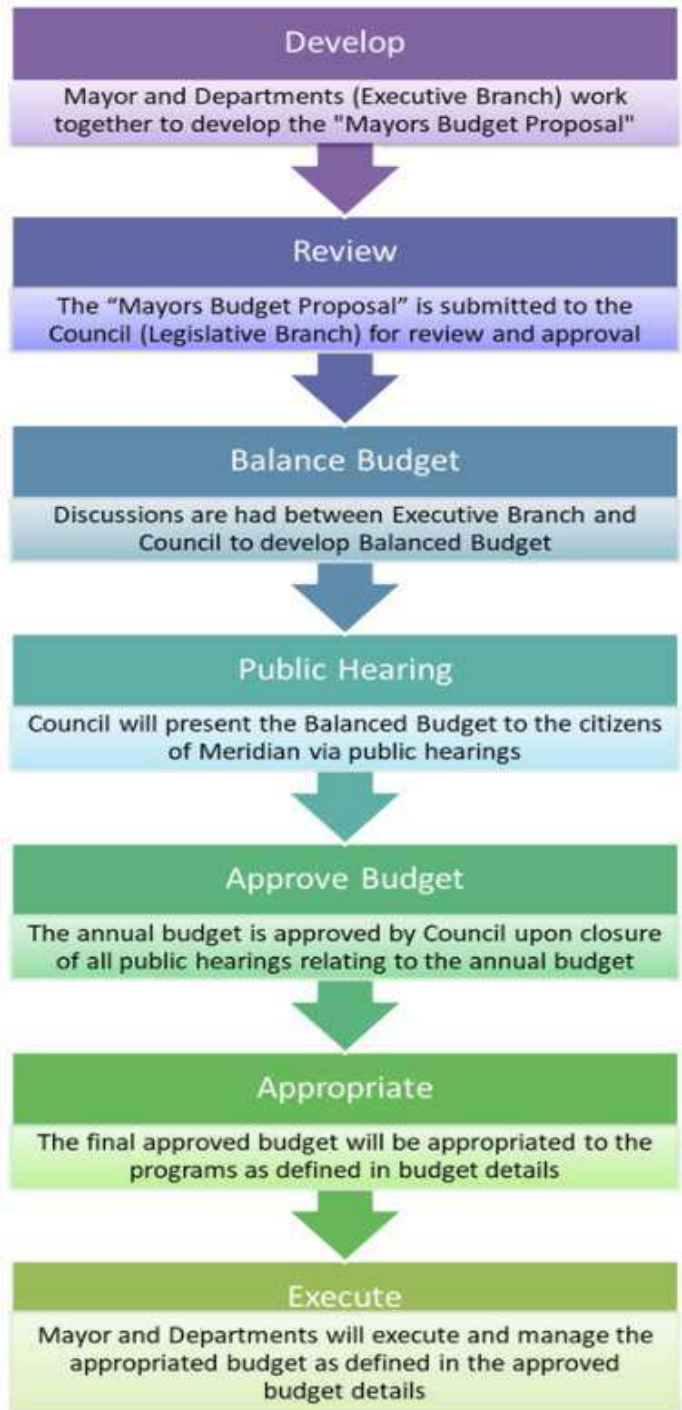 Develop
Mayor and Departments (Executive Branch) work
together to develop the "Mayors Budget Proposal"
Review
The “Mayors Budget Proposal” is submitted to the
Council (Legislative Branch) for review and approval
Balance Budget
Discussions are had between Executive Branch and
Council to develop Balanced Budget
Public Hearing
Council will present the Balanced Budget to the citizens
of Meridian via public hearings
Approve Budget
The annual budget is approved by Council upon closure
of all public hearings relating to the annual budget
Appropriate
The final approved budget will be appropriated to the
programs as defined in budget details
Execute
Mayor and Departments will execute and manage the
appropriated budget as defined in the approved
budget details